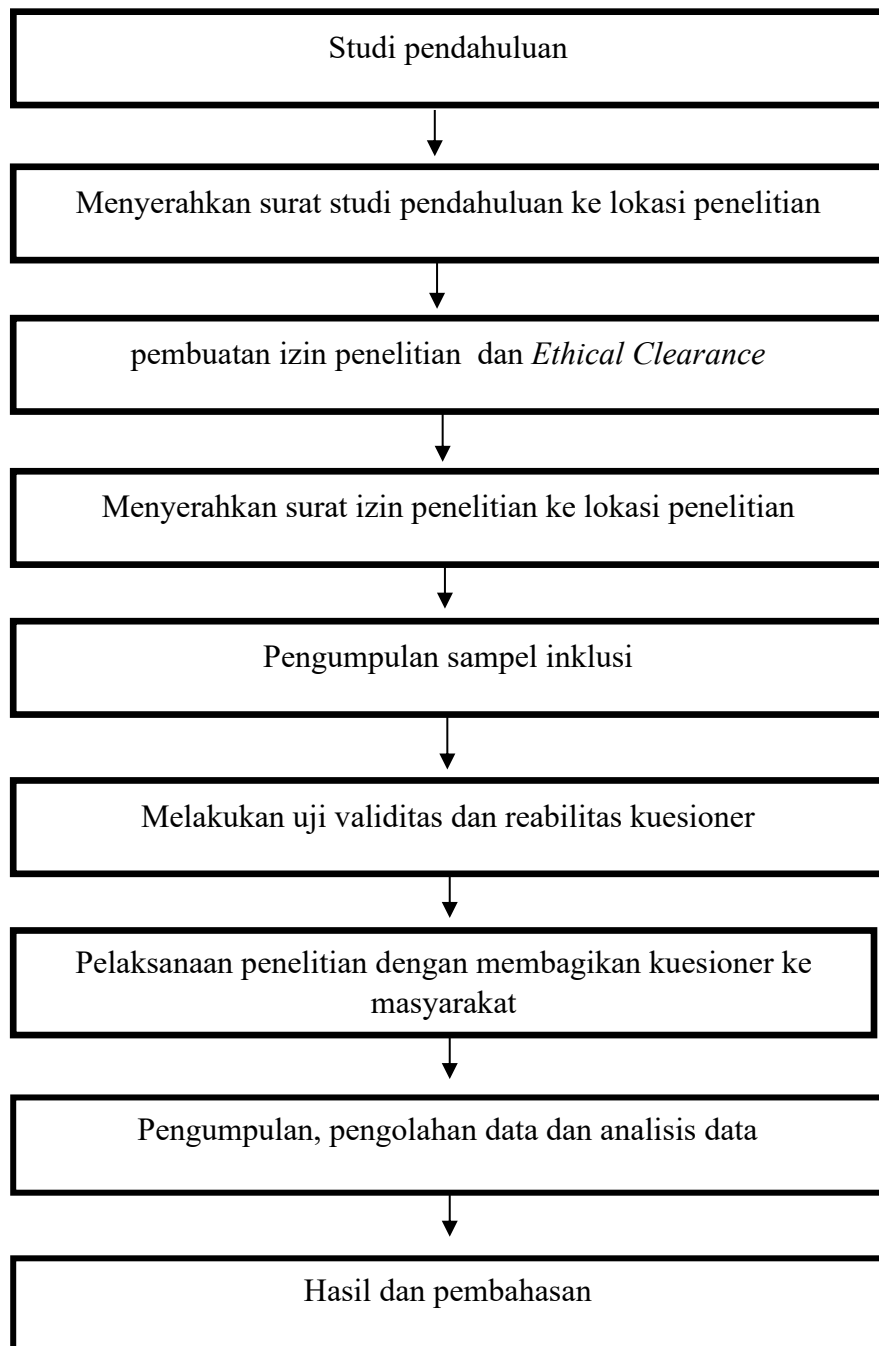 Studi pendahuluan
Menyerahkan surat studi pendahuluan ke lokasi penelitian
pembuatan izin penelitian dan Ethical Clearance
Menyerahkan surat izin penelitian ke lokasi penelitian
Pengumpulan sampel inklusi
Melakukan uji validitas dan reabilitas kuesioner
Pelaksanaan penelitian dengan membagikan kuesioner ke
masyarakat
Pengumpulan, pengolahan data dan analisis data
Hasil dan pembahasan